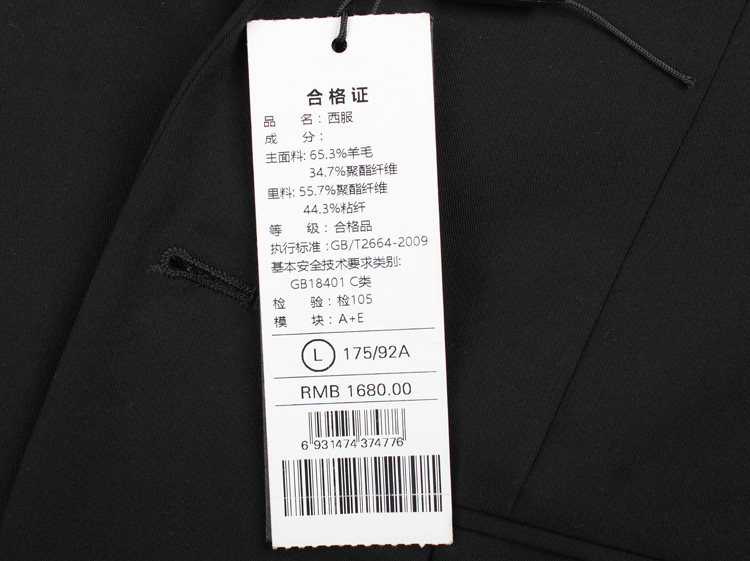 合格证
品 名：西服
成 分：
主面料: 65.3%羊毛
34.7%聚酯纤维
里料: 55.7%聚酯纤维
44.3%粘纤
等 级：合格品
执行标准：GB/T2664-2009
基本安全技术要求类别:
GB18401 C类
检 验：检105
模 块：A+E
L 175/92A
RMB 1680.00
6 931474 374776